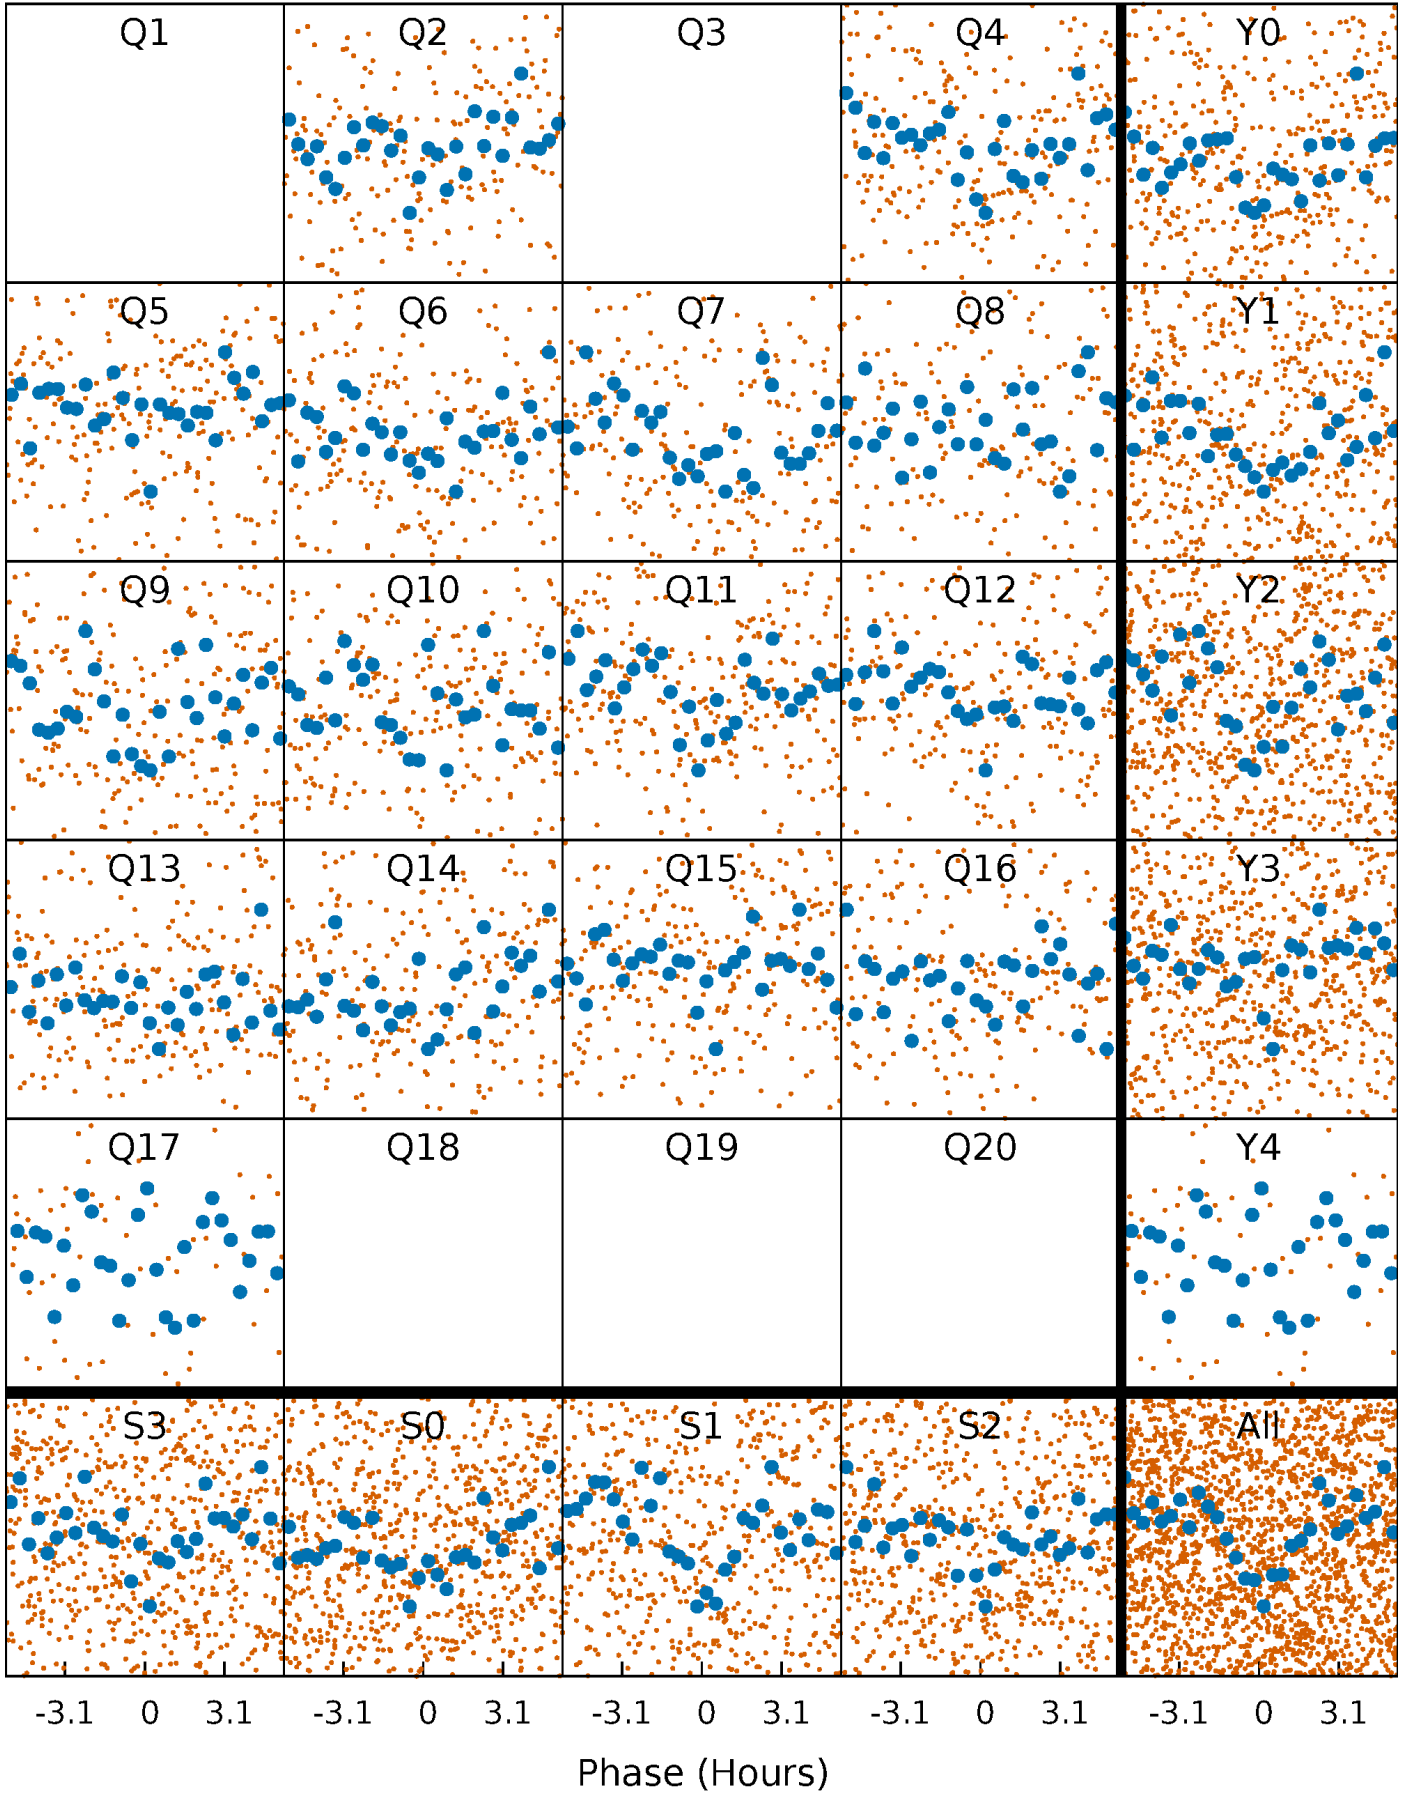 Q1 Q2 Q3 Q4 Y0
Q5 Q6 Q7 Q8 Y1
Q9 Q10 Q11 Q12 Y2
Q13 Q14 Q15 Q16 Y3
Q17 Q18 Q19 Q20 Y4
S3 S0 S1 S2 All
-3.1 0 3.1 -3.1 0 3.1 -3.1 0 3.1 -3.1 0 3.1 -3.1 0 3.1
Phase (Hours)